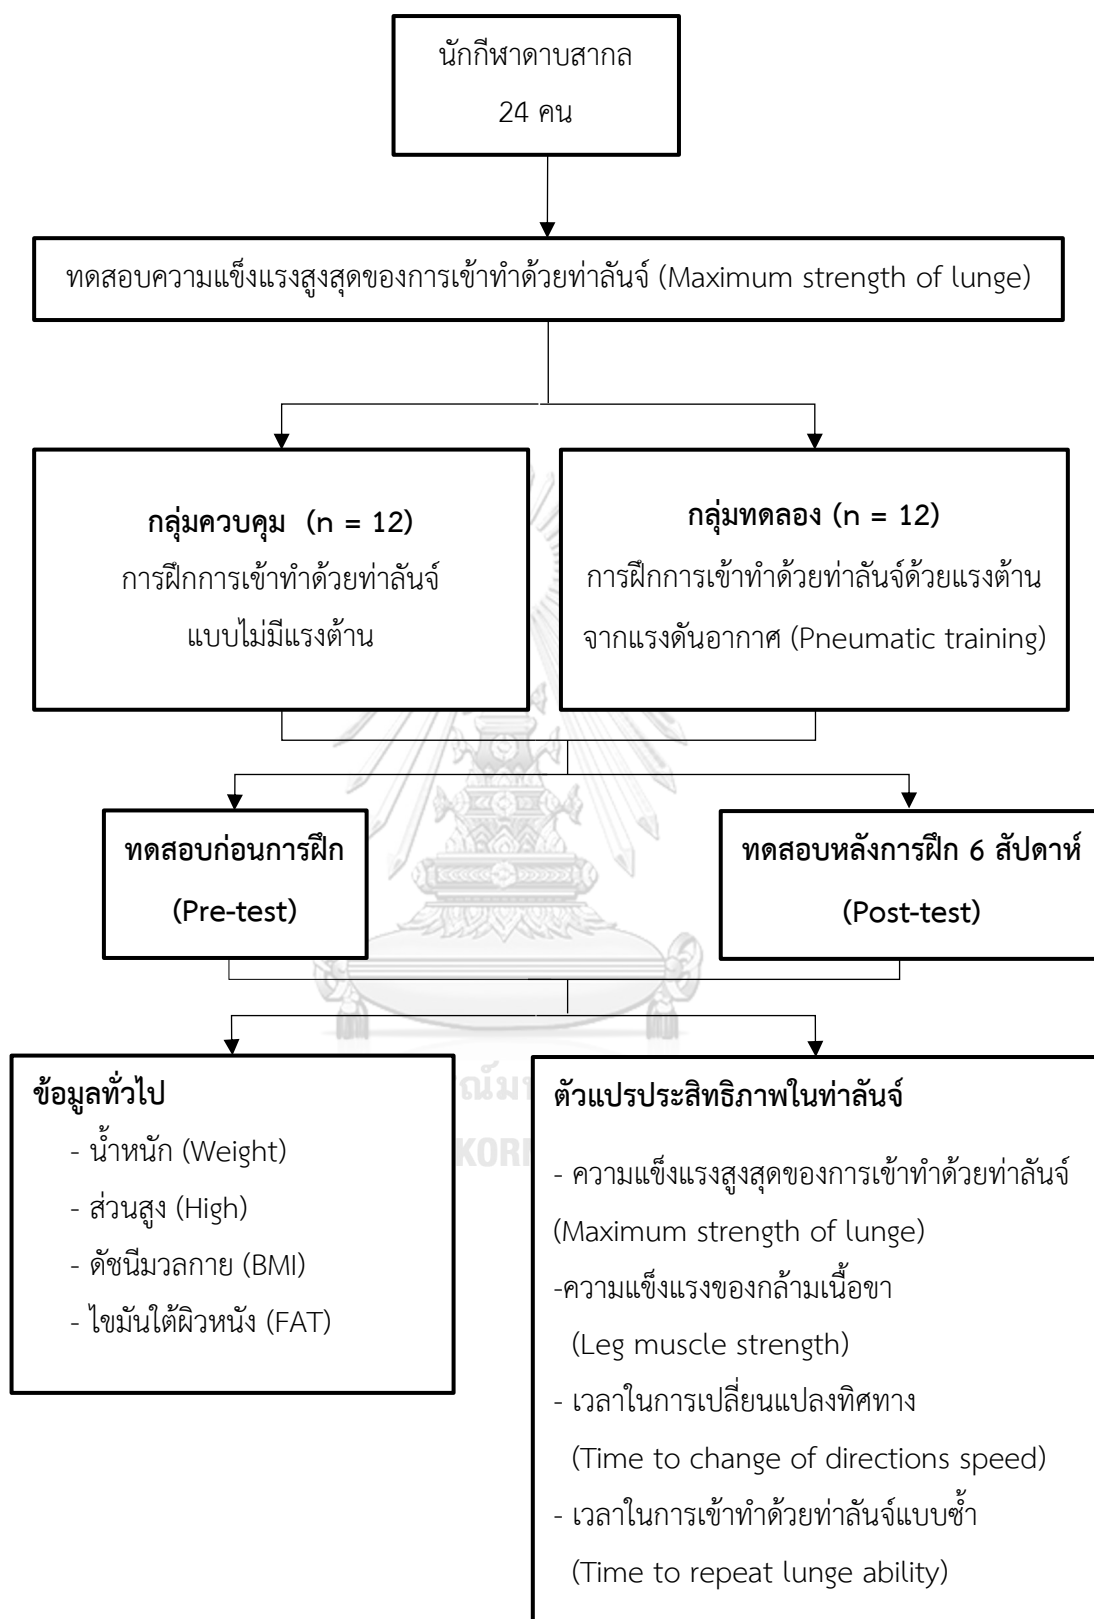 นักกีฬาดาบสากล
24 คน
ทดสอบความแข็งแรงสูงสุดของการเข้าทำด้วยท่าลันจ์ (Maximum strength of lunge)
กลุ่มควบคุม (n = 12)
การฝึกการเข้าทำด้วยท่าลันจ์
แบบไม่มีแรงต้าน
กลุ่มทดลอง (n = 12)
การฝึกการเข้าทำด้วยท่าลันจ์ด้วยแรงต้าน
จากแรงดันอากาศ (Pneumatic training)
ทดสอบก่อนการฝึก
(Pre-test)
ทดสอบหลังการฝึก 6 สัปดาห์
(Post-test)
ข้อมูลทั่วไป
- น้ำหนัก (Weight)
- ส่วนสูง (High)
- ดัชนีมวลกาย (BMI)
- ไขมันใต้ผิวหนัง (FAT)
ตัวแปรประสิทธิภาพในท่าลันจ์
- ความแข็งแรงสูงสุดของการเข้าทำด้วยท่าลันจ์
(Maximum strength of lunge)
-ความแข็งแรงของกล้ามเนื้อขา
(Leg muscle strength)
- เวลาในการเปลี่ยนแปลงทิศทาง
(Time to change of directions speed)
- เวลาในการเข้าทำด้วยท่าลันจ์แบบซ้ำ
(Time to repeat lunge ability)